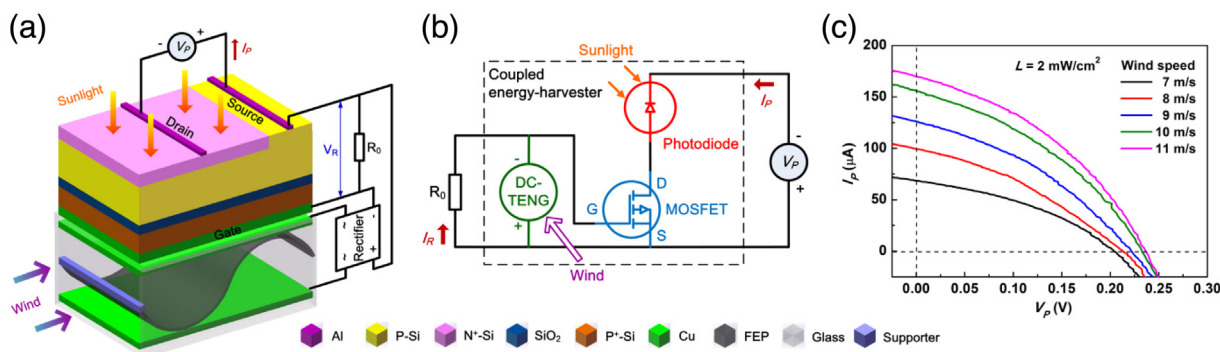 (a)
- V_P +
I_P
Sunlight
Source
Drain
V_R
R_0
Gate
~ -
Rectifier
~ +
Wind
(b)
Sunlight
Coupled
energy-harvester
I_P
Photodiode
-
V_P
+
R_0
-
DC-
TENG
+
G
D
MOSFET
S
I_R
Wind
(c)
200
150
100
50
0
I_P (μA)
L = 2 mW/cm²
Wind speed
7 m/s
8 m/s
9 m/s
10 m/s
11 m/s
0.00 0.05 0.10 0.15 0.20 0.25 0.30
V_P (V)
Al P-Si N⁺-Si SiO₂ P⁺-Si Cu FEP Glass Supporter